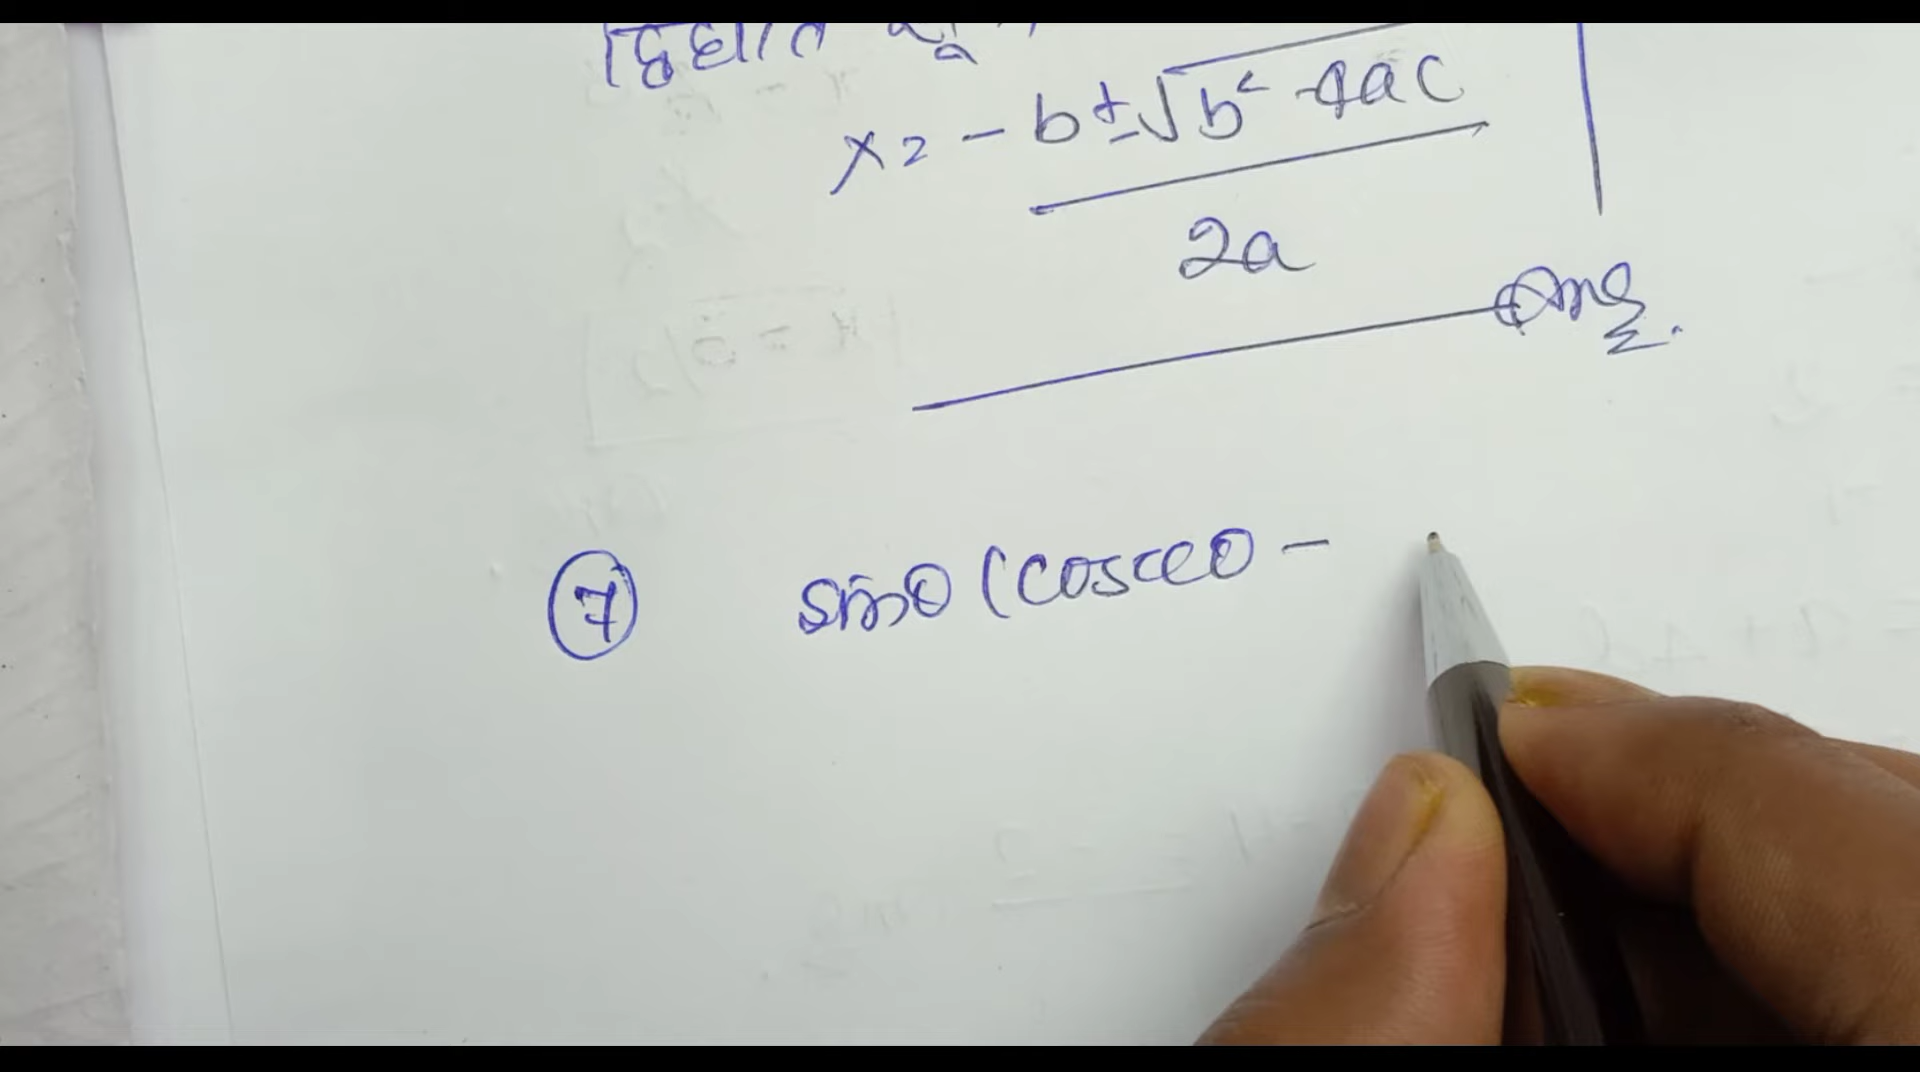 द्विघात
x = - b ± √b² - 4ac
2a
Ans.
7 sinθ (cosecθ -